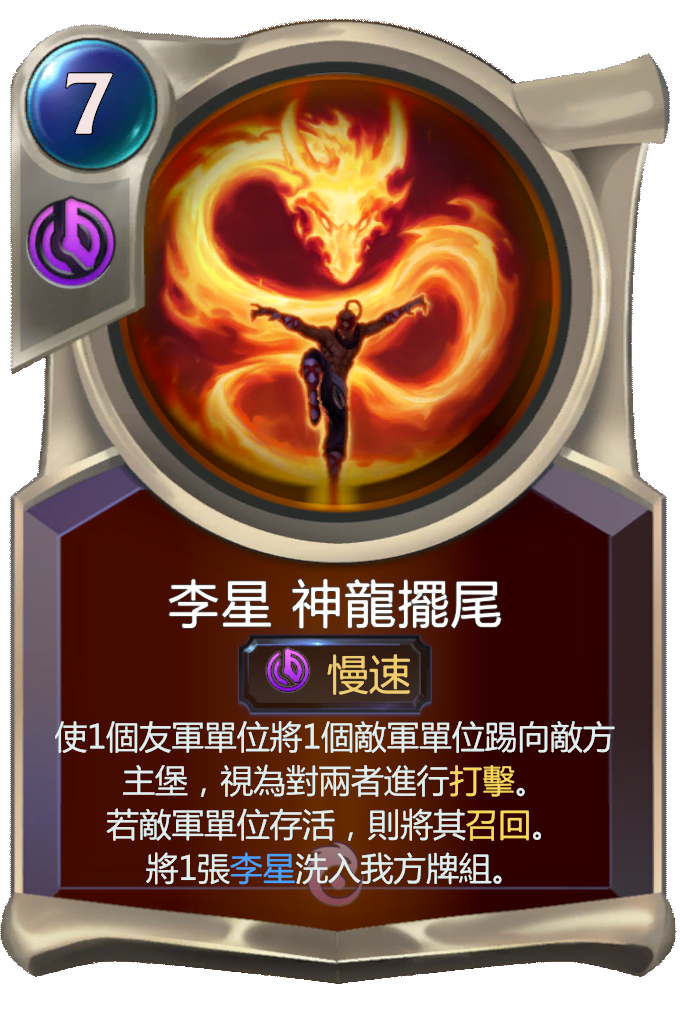 7
李星 神龍擺尾
慢速
使1個友軍單位將1個敵軍單位踢向敵方
主堡，視為對兩者進行打擊。
若敵軍單位存活，則將其召回。
將1張李星洗入我方牌組。